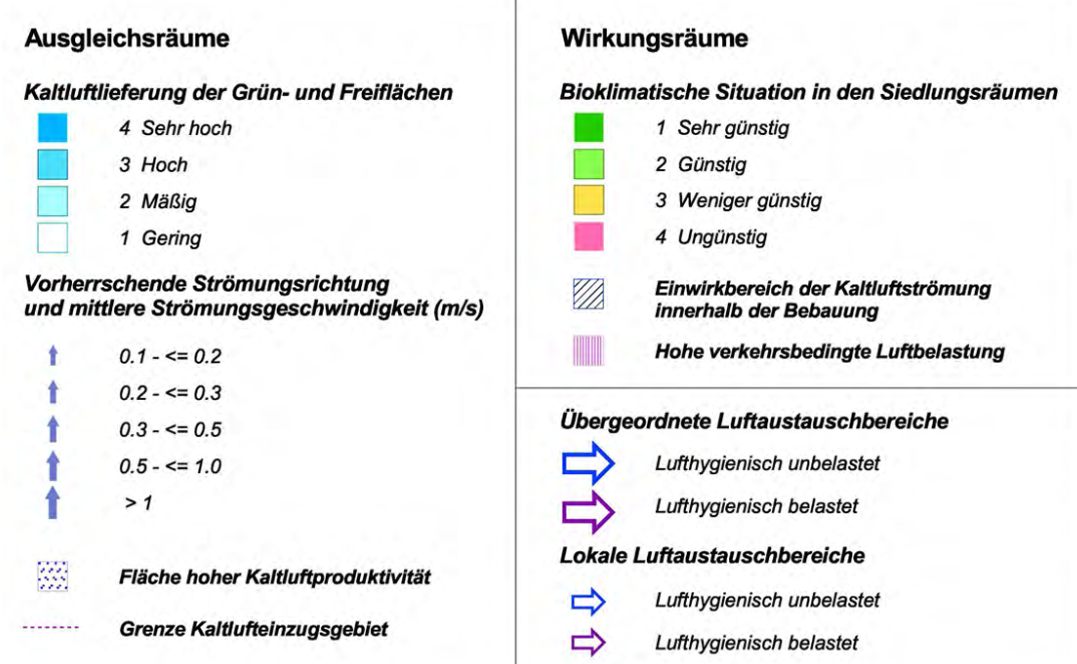 Ausgleichsräume
Kaltluftlieferung der Grün- und Freiflächen
4 Sehr hoch
3 Hoch
2 Mäßig
1 Gering
Vorherrschende Strömungsrichtung
und mittlere Strömungsgeschwindigkeit (m/s)
0.1 - <= 0.2
0.2 - <= 0.3
0.3 - <= 0.5
0.5 - <= 1.0
> 1
Fläche hoher Kaltluftproduktivität
Grenze Kaltlufteinzugsgebiet
Wirkungsräume
Bioklimatische Situation in den Siedlungsräumen
1 Sehr günstig
2 Günstig
3 Weniger günstig
4 Ungünstig
Einwirkbereich der Kaltluftströmung
innerhalb der Bebauung
Hohe verkehrsbedingte Luftbelastung
Übergeordnete Luftaustauschbereiche
Lufthygienisch unbelastet
Lufthygienisch belastet
Lokale Luftaustauschbereiche
Lufthygienisch unbelastet
Lufthygienisch belastet